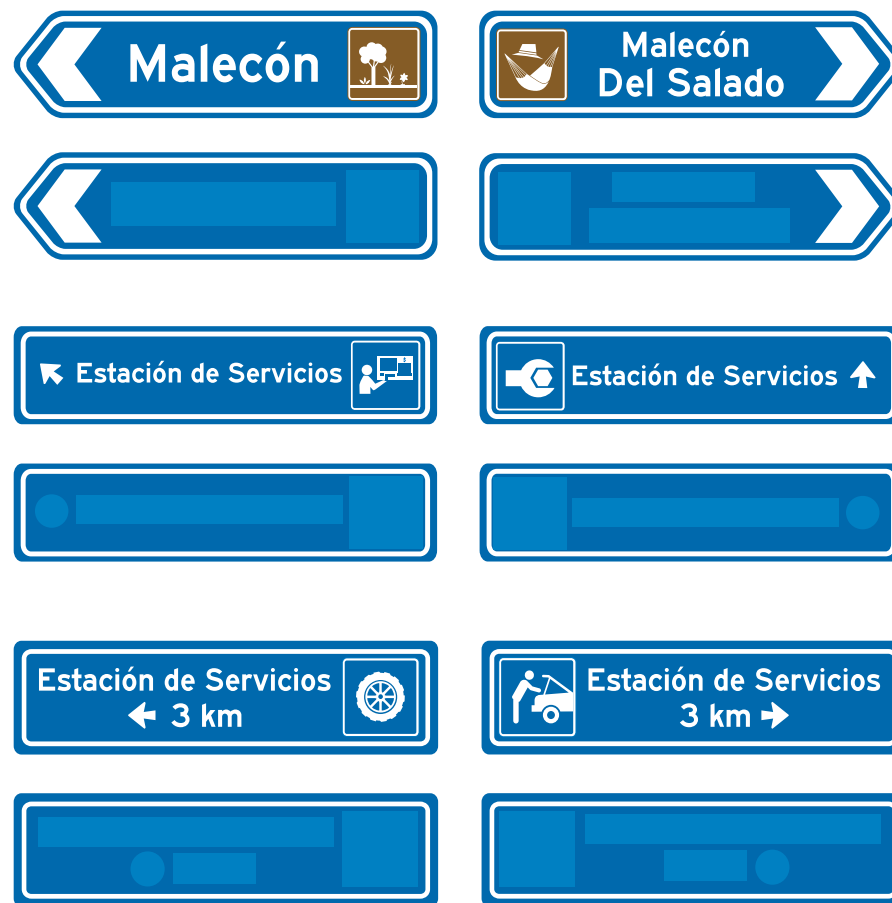 Malecón
Malecón
Del Salado
Estación de Servicios
Estación de Servicios
Estación de Servicios
3 km
Estación de Servicios
3 km